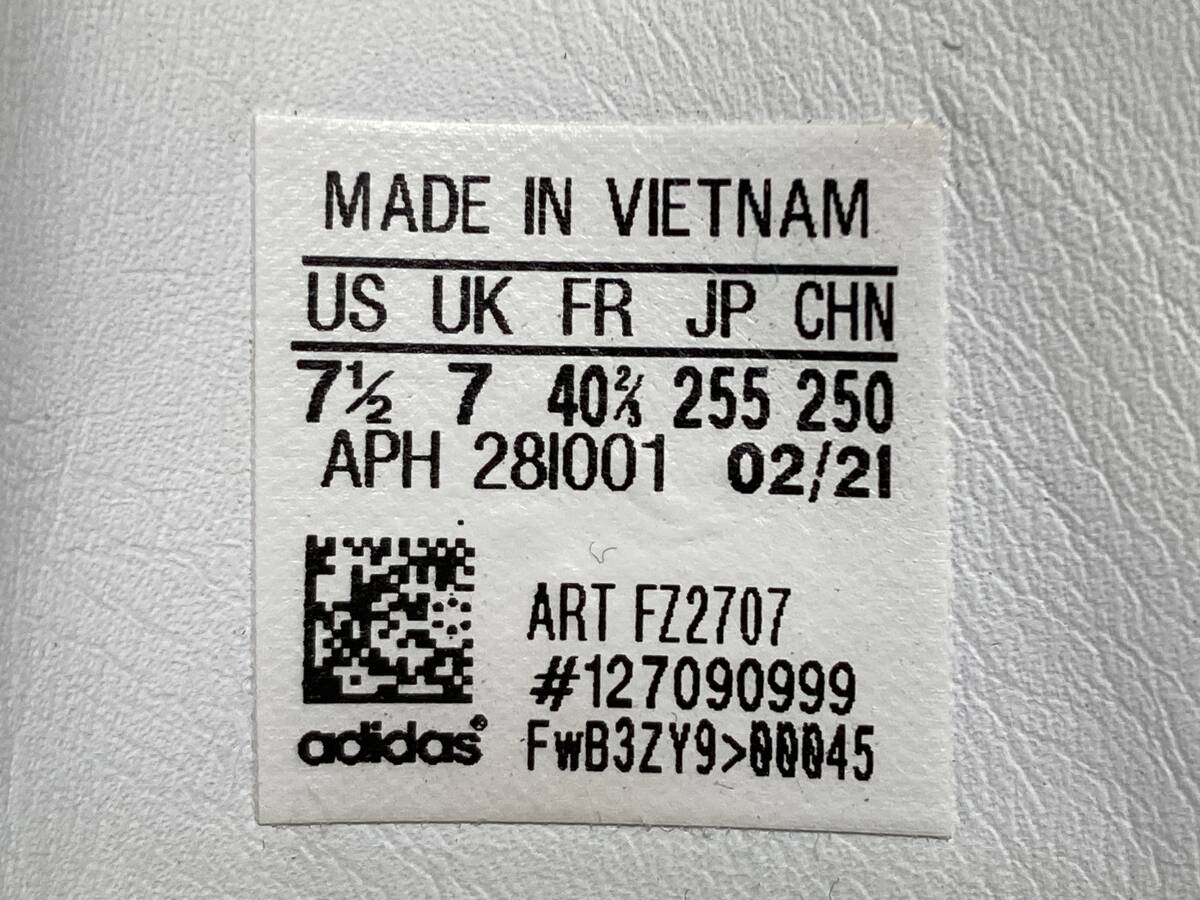 MADE IN VIETNAM
US UK FR JP CHN
7½ 7 40⅔ 255 250
APH 28I001 02/21
ART FZ2707
#127090999
adidas® FwB3ZY9>00045